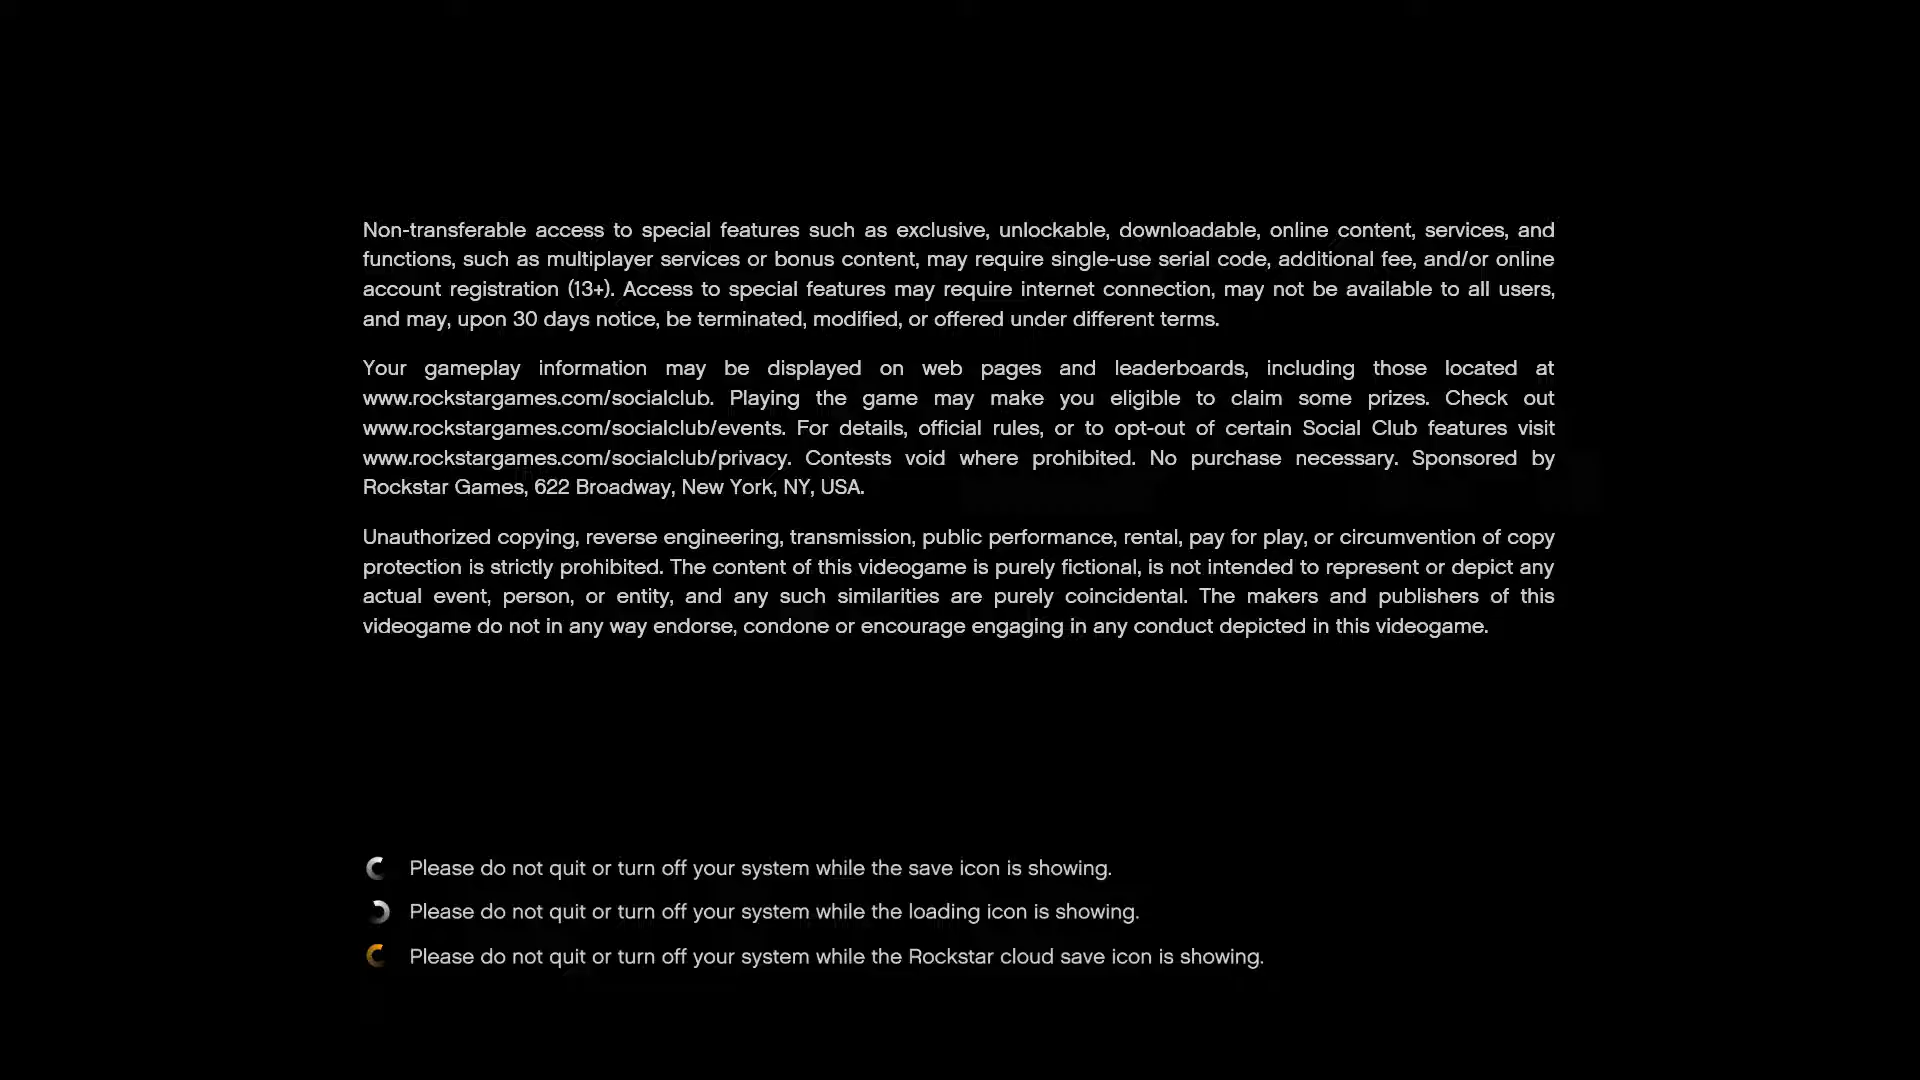 Non-transferable access to special features such as exclusive, unlockable, downloadable, online content, services, and
functions, such as multiplayer services or bonus content, may require single-use serial code, additional fee, and/or online
account registration (13+). Access to special features may require internet connection, may not be available to all users,
and may, upon 30 days notice, be terminated, modified, or offered under different terms.
Your gameplay information may be displayed on web pages and leaderboards, including those located at
www.rockstargames.com/socialclub. Playing the game may make you eligible to claim some prizes. Check out
www.rockstargames.com/socialclub/events. For details, official rules, or to opt-out of certain Social Club features visit
www.rockstargames.com/socialclub/privacy. Contests void where prohibited. No purchase necessary. Sponsored by
Rockstar Games, 622 Broadway, New York, NY, USA.
Unauthorized copying, reverse engineering, transmission, public performance, rental, pay for play, or circumvention of copy
protection is strictly prohibited. The content of this videogame is purely fictional, is not intended to represent or depict any
actual event, person, or entity, and any such similarities are purely coincidental. The makers and publishers of this
videogame do not in any way endorse, condone or encourage engaging in any conduct depicted in this videogame.
Please do not quit or turn off your system while the save icon is showing.
Please do not quit or turn off your system while the loading icon is showing.
Please do not quit or turn off your system while the Rockstar cloud save icon is showing.